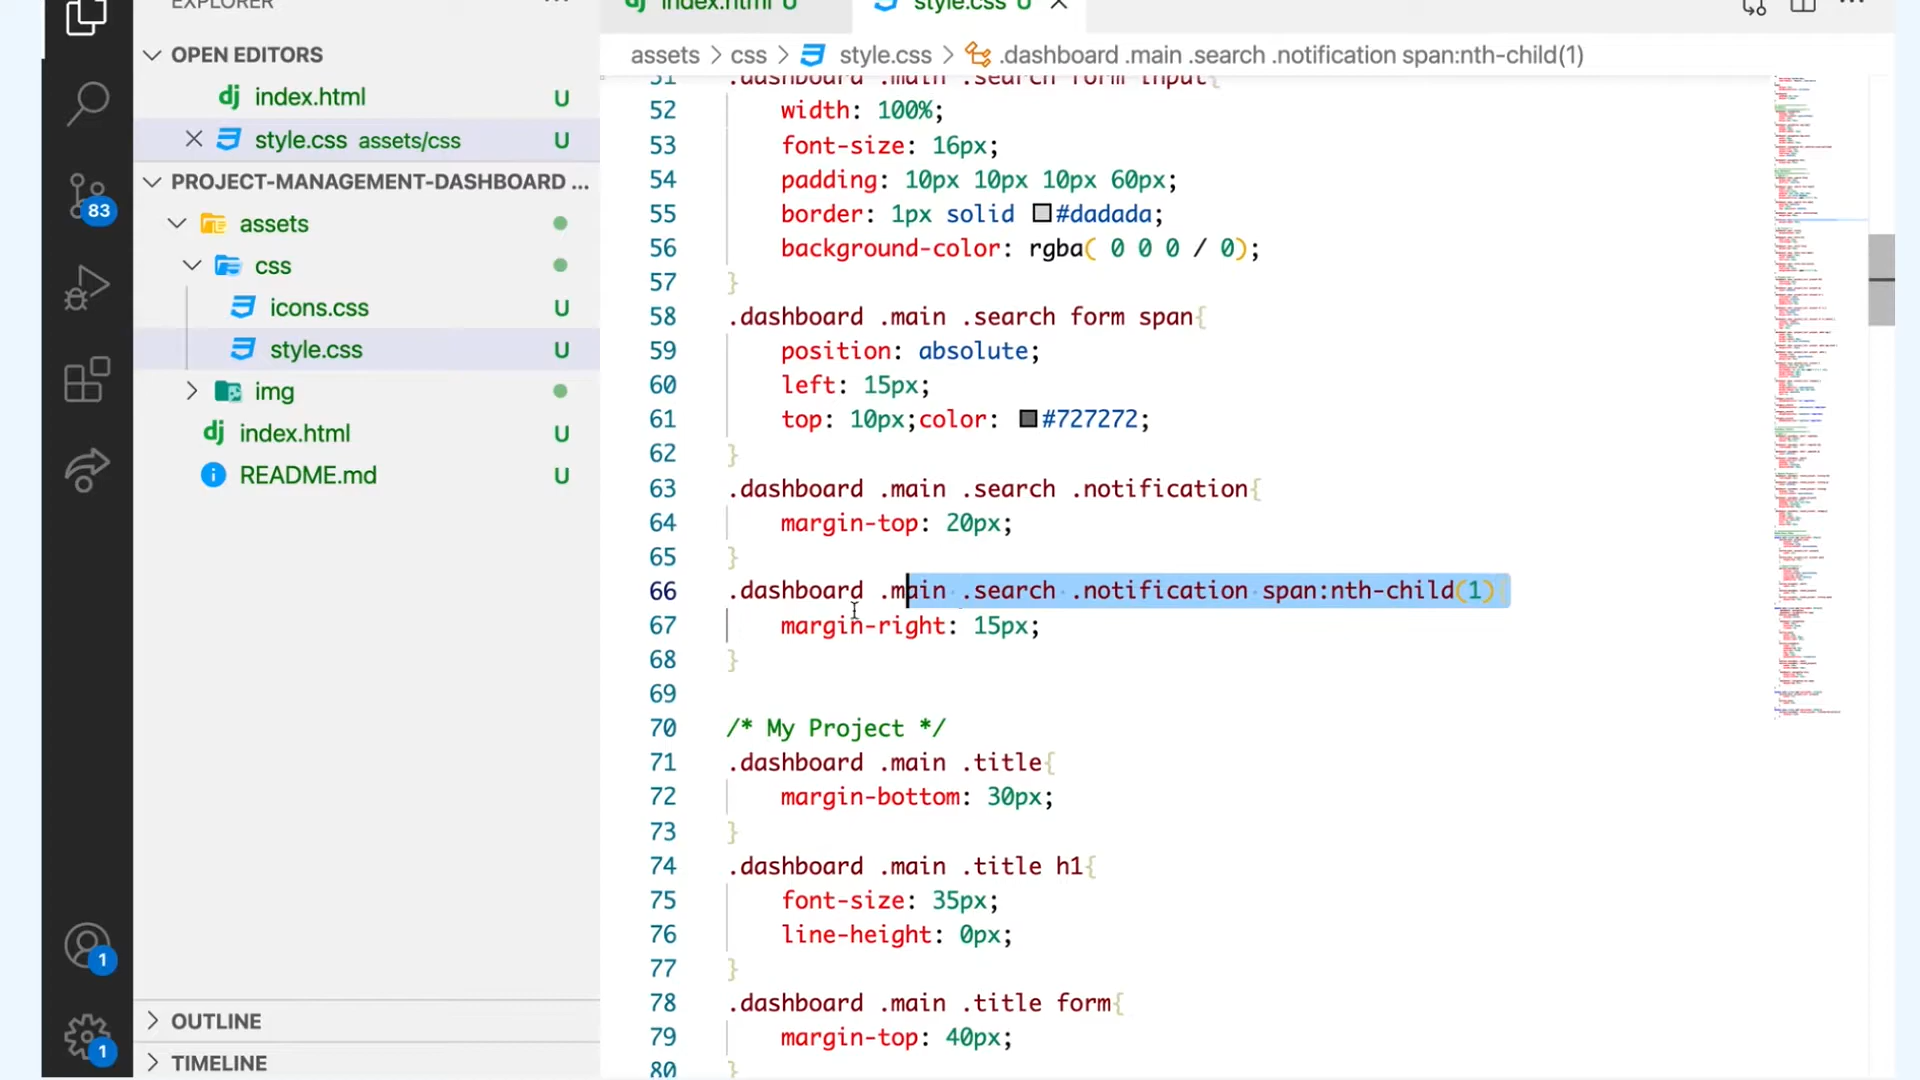 EXPLORER
index.html U
style.css U
OPEN EDITORS
index.html U
style.css assets/css U
PROJECT-MANAGEMENT-DASHBOARD ...
assets
css
icons.css U
style.css U
img
index.html U
README.md U
OUTLINE
TIMELINE
83
1
1
assets > css > style.css > .dashboard .main .search .notification span:nth-child(1)
51 .dashboard .main .search form input{
52 width: 100%;
53 font-size: 16px;
54 padding: 10px 10px 10px 60px;
55 border: 1px solid #dadada;
56 background-color: rgba( 0 0 0 / 0);
57 }
58 .dashboard .main .search form span{
59 position: absolute;
60 left: 15px;
61 top: 10px;color: #727272;
62 }
63 .dashboard .main .search .notification{
64 margin-top: 20px;
65 }
66 .dashboard .main .search .notification span:nth-child(1){
67 margin-right: 15px;
68 }
69
70 /* My Project */
71 .dashboard .main .title{
72 margin-bottom: 30px;
73 }
74 .dashboard .main .title h1{
75 font-size: 35px;
76 line-height: 0px;
77 }
78 .dashboard .main .title form{
79 margin-top: 40px;
80 }